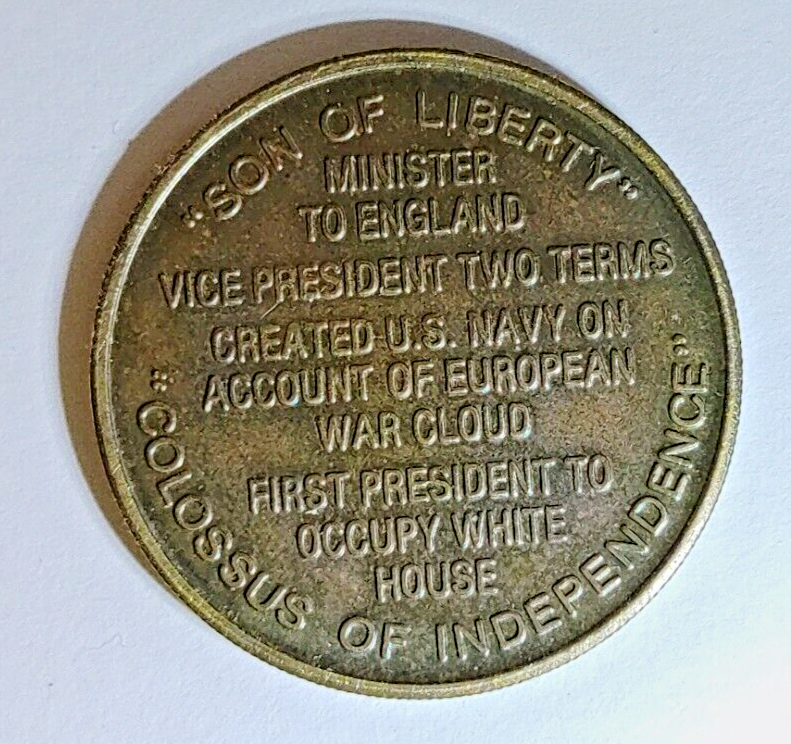 "SON OF LIBERTY"
MINISTER
TO ENGLAND
VICE PRESIDENT TWO TERMS
CREATED U.S. NAVY ON
ACCOUNT OF EUROPEAN
WAR CLOUD
FIRST PRESIDENT TO
OCCUPY WHITE
HOUSE
"COLOSSUS OF INDEPENDENCE"